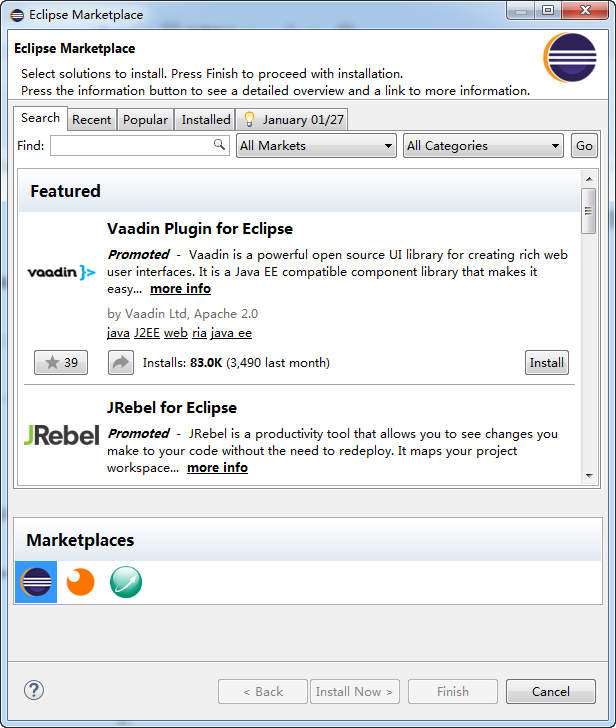 Eclipse Marketplace
Eclipse Marketplace
Select solutions to install. Press Finish to proceed with installation.
Press the information button to see a detailed overview and a link to more information.
Search Recent Popular Installed January 01/27
Find: All Markets All Categories Go
Featured
Vaadin Plugin for Eclipse
Promoted - Vaadin is a powerful open source UI library for creating rich web
vaadin }>
user interfaces. It is a Java EE compatible component library that makes it
easy... more info
by Vaadin Ltd, Apache 2.0
java J2EE web ria java ee
39 Installs: 83.0K (3,490 last month) Install
JRebel for Eclipse
JRebel
Promoted - JRebel is a productivity tool that allows you to see changes you
make to your code without the need to redeploy. It maps your project
workspace... more info
Marketplaces
? < Back Install Now > Finish Cancel